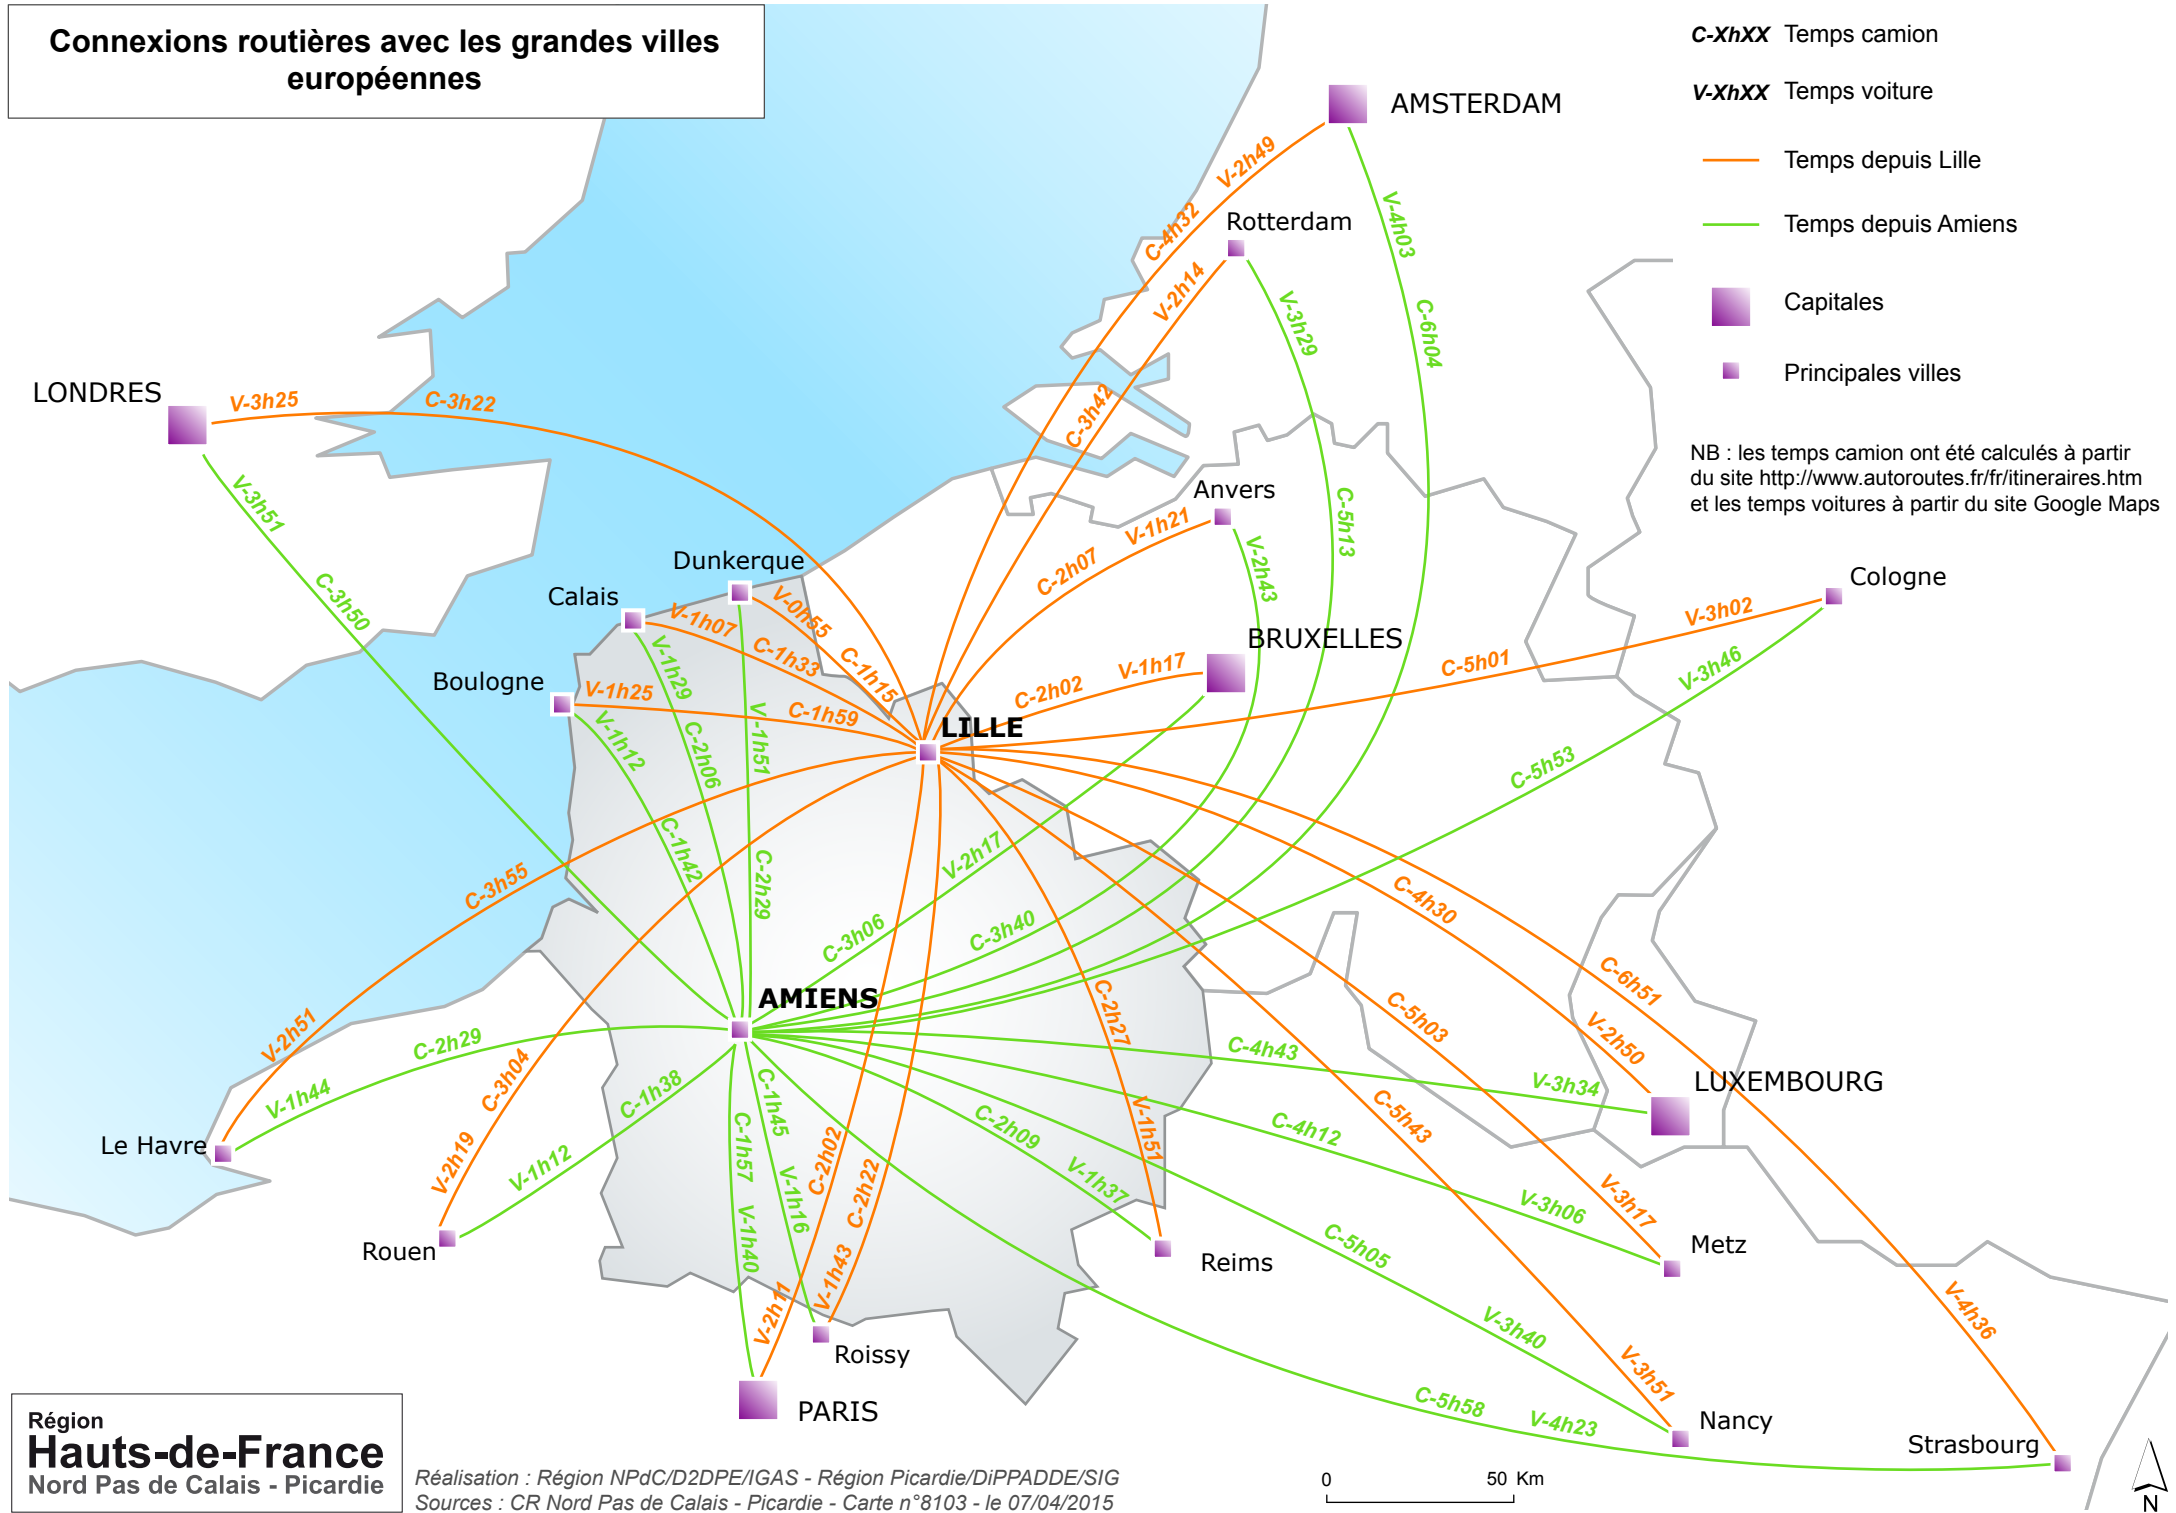 Connexions routières avec les grandes villes
européennes
C-XhXX Temps camion
V-XhXX Temps voiture
Temps depuis Lille
Temps depuis Amiens
Capitales
Principales villes
NB : les temps camion ont été calculés à partir
du site http://www.autoroutes.fr/fr/itineraires.htm
et les temps voitures à partir du site Google Maps
AMSTERDAM
V-2h49
C-4h32
V-4h03
C-6h04
Rotterdam
V-2h14
C-3h42
V-3h29
C-5h13
LONDRES
V-3h25
C-3h22
V-3h51
C-3h50
Anvers
V-1h21
C-2h07
V-2h43
C-3h40
Dunkerque
V-0h55
C-1h15
V-1h51
C-2h29
Calais
V-1h07
C-1h33
V-1h29
C-2h06
Boulogne
V-1h25
C-1h59
V-1h12
C-1h42
BRUXELLES
V-1h17
C-2h02
V-2h17
C-3h06
Cologne
V-3h02
C-5h01
V-3h46
C-5h53
LILLE
AMIENS
C-3h55
V-2h51
C-2h29
V-1h44
Le Havre
C-3h04
V-2h19
C-1h38
V-1h12
Rouen
C-1h57
V-1h40
C-2h02
V-2h11
PARIS
C-1h45
V-1h16
C-2h22
V-1h43
Roissy
C-2h27
V-1h51
C-2h09
V-1h37
Reims
C-4h30
V-2h50
C-4h43
V-3h34
LUXEMBOURG
C-5h03
V-3h17
C-4h12
V-3h06
Metz
C-5h43
V-3h51
C-5h05
V-3h40
Nancy
C-6h51
V-4h36
C-5h58
V-4h23
Strasbourg
Région
Hauts-de-France
Nord Pas de Calais - Picardie
Réalisation : Région NPdC/D2DPE/IGAS - Région Picardie/DiPPADDE/SIG
Sources : CR Nord Pas de Calais - Picardie - Carte n°8103 - le 07/04/2015
0 50 Km
N